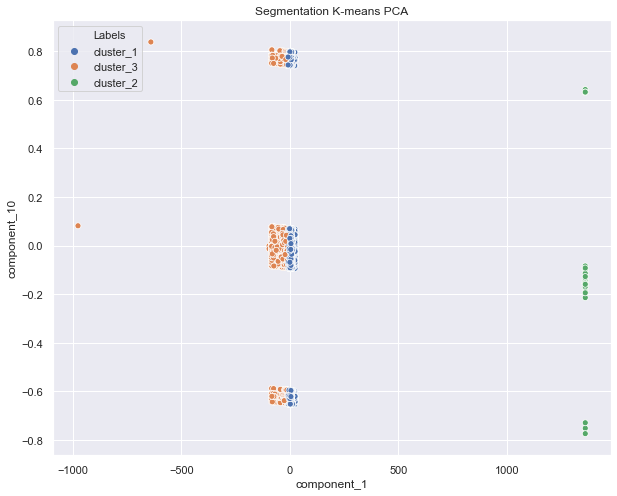 Segmentation K-means PCA
Labels
cluster_1
cluster_3
cluster_2
0.8
0.6
0.4
0.2
0.0
−0.2
−0.4
−0.6
−0.8
component_10
−1000
−500
0
500
1000
component_1